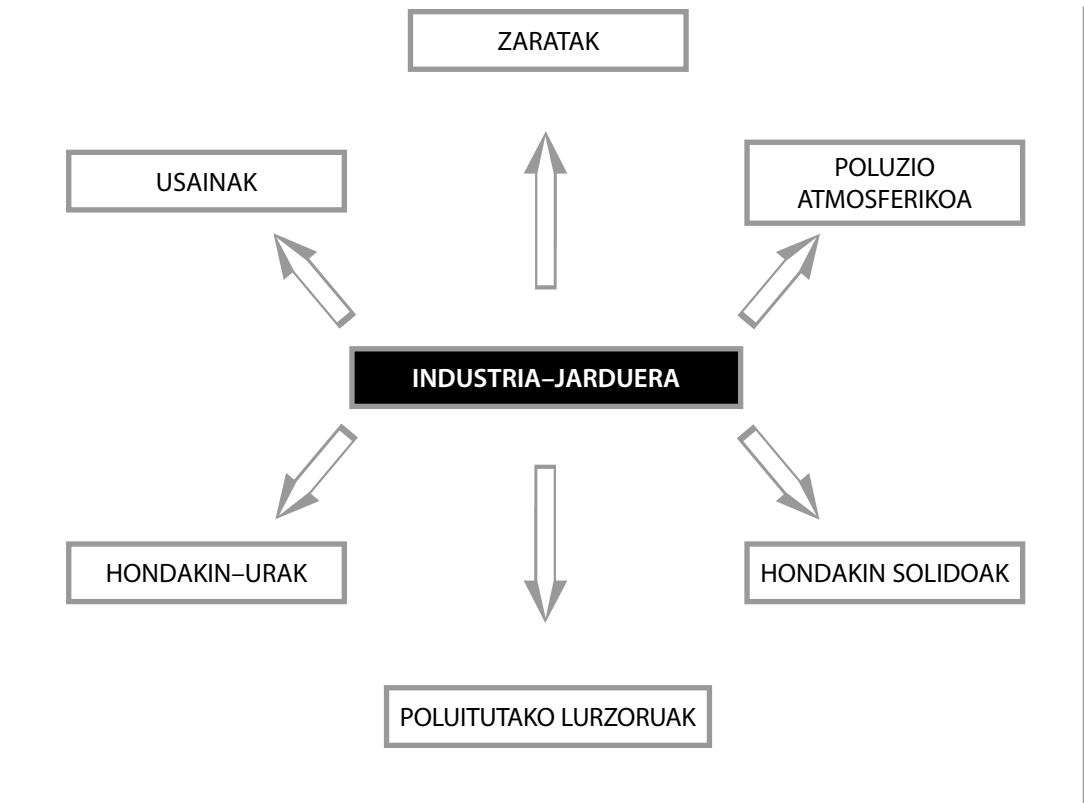 ZARATAK
USAINAK
POLUZIO
ATMOSFERIKOA
INDUSTRIA–JARDUERA
HONDAKIN–URAK
HONDAKIN SOLIDOAK
POLUITUTAKO LURZORUAK